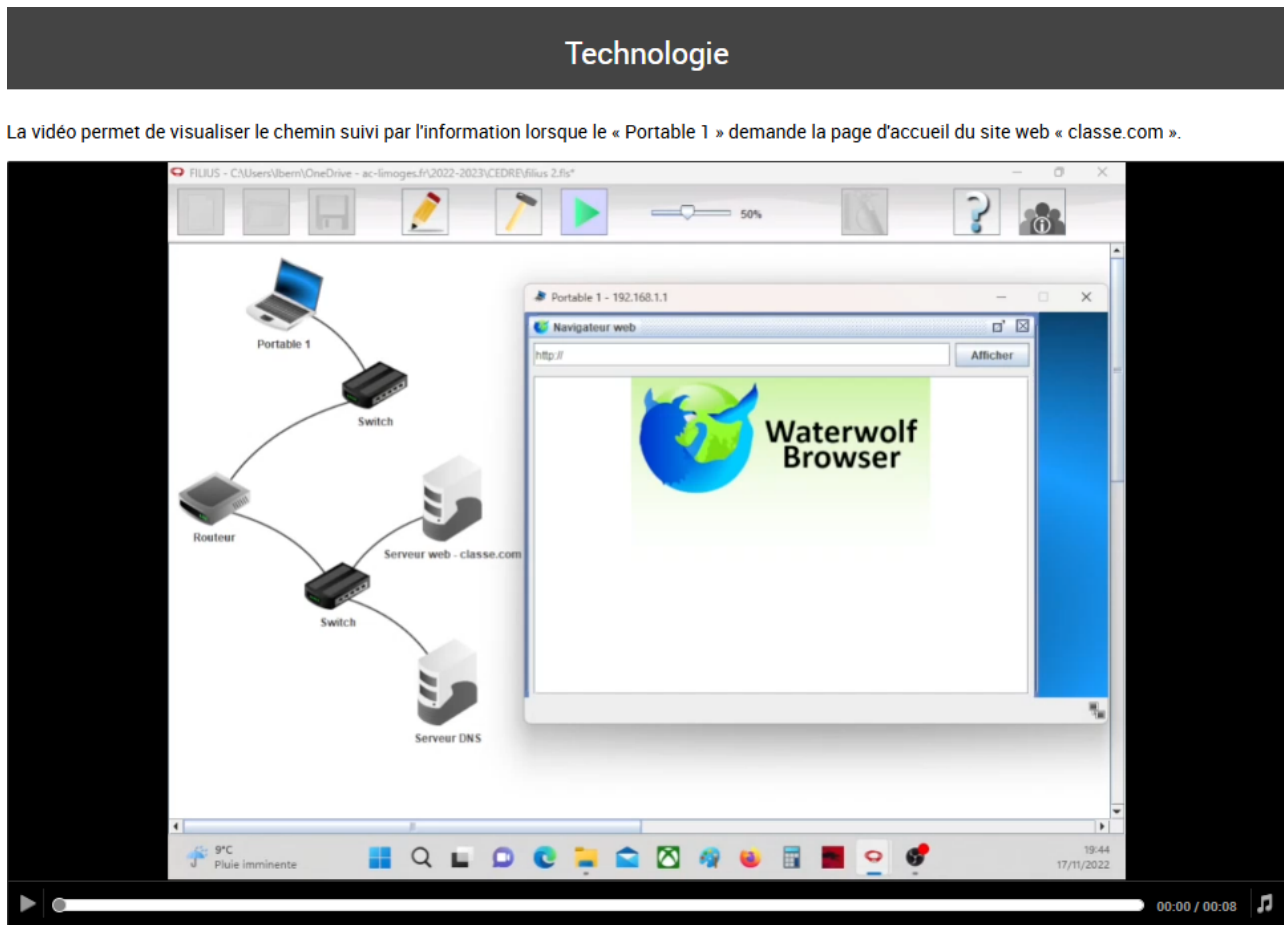 Technologie
La vidéo permet de visualiser le chemin suivi par l'information lorsque le « Portable 1 » demande la page d'accueil du site web « classe.com ».
FILIUS - C:\Users\lbern\OneDrive - ac-limoges.fr\2022-2023\CEDRE\filius 2.fls*
50%
Portable 1 - 192.168.1.1
Navigateur web
http://
Afficher
Waterwolf
Browser
Portable 1
Switch
Routeur
Serveur web - classe.com
Switch
Serveur DNS
9°C
Pluie imminente
19:44
17/11/2022
00:00 / 00:08